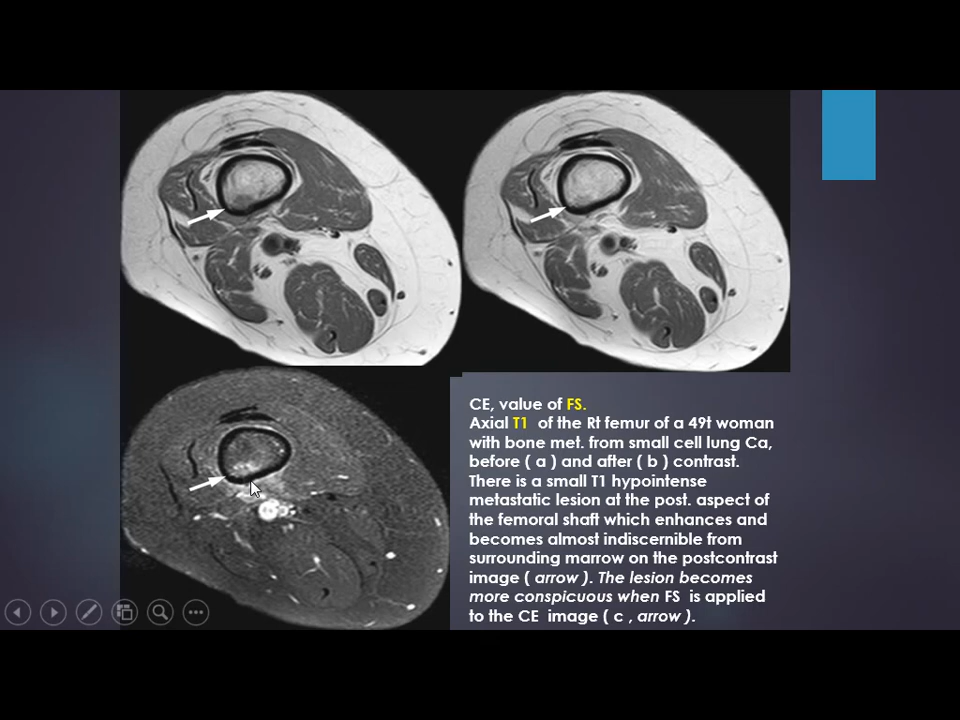 CE, value of FS.
Axial T1 of the Rt femur of a 49t woman
with bone met. from small cell lung Ca,
before ( a ) and after ( b ) contrast.
There is a small T1 hypointense
metastatic lesion at the post. aspect of
the femoral shaft which enhances and
becomes almost indiscernible from
surrounding marrow on the postcontrast
image ( arrow ). The lesion becomes
more conspicuous when FS is applied
to the CE image ( c , arrow ).